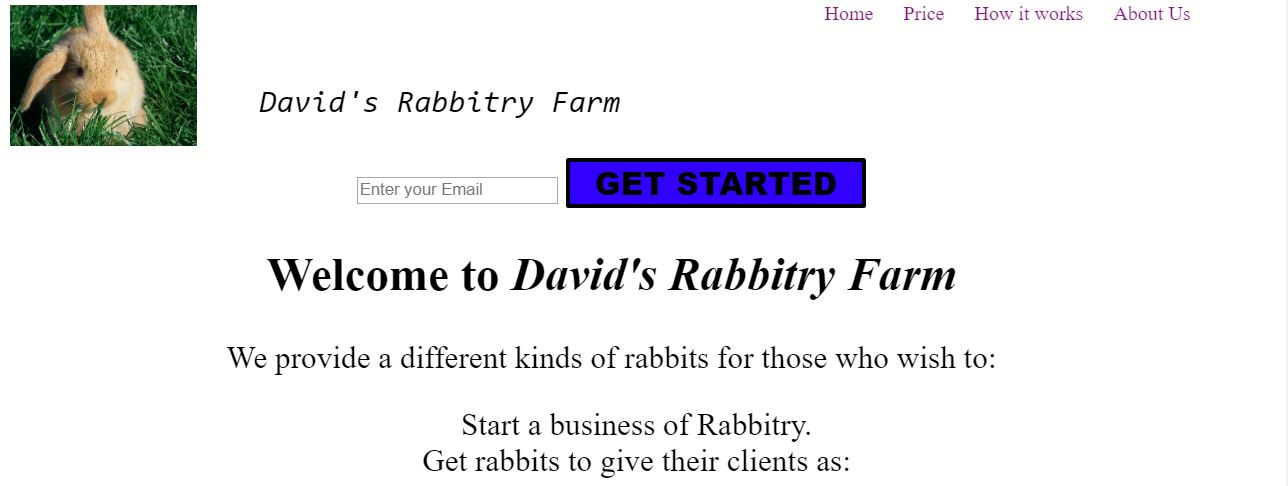 Home Price How it works About Us
David's Rabbitry Farm
Enter your Email GET STARTED
Welcome to David's Rabbitry Farm
We provide a different kinds of rabbits for those who wish to:
Start a business of Rabbitry.
Get rabbits to give their clients as: